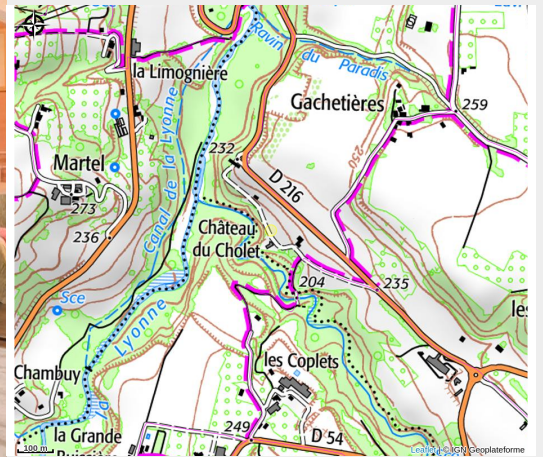 Ravin
du Paradis
la Limognière
Gachetières
259
250
232
Martel
273
236
Canal de la Lyonne
D 216
Château
du Cholet
204
235
Sce
Lyonne
les Coplets
Chambuy
249
D 54
la Grande
100 m
Leaflet | © IGN Geoplateforme